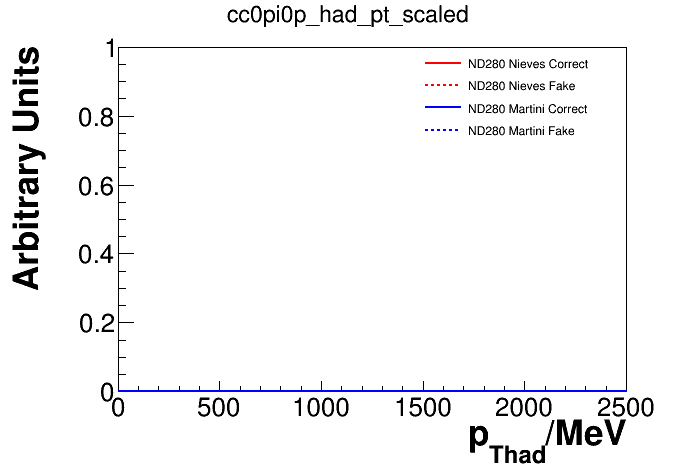 cc0pi0p_had_pt_scaled
Arbitrary Units
1
0.8
0.6
0.4
0.2
0
ND280 Nieves Correct
ND280 Nieves Fake
ND280 Martini Correct
ND280 Martini Fake
0 500 1000 1500 2000 2500
pThad/MeV